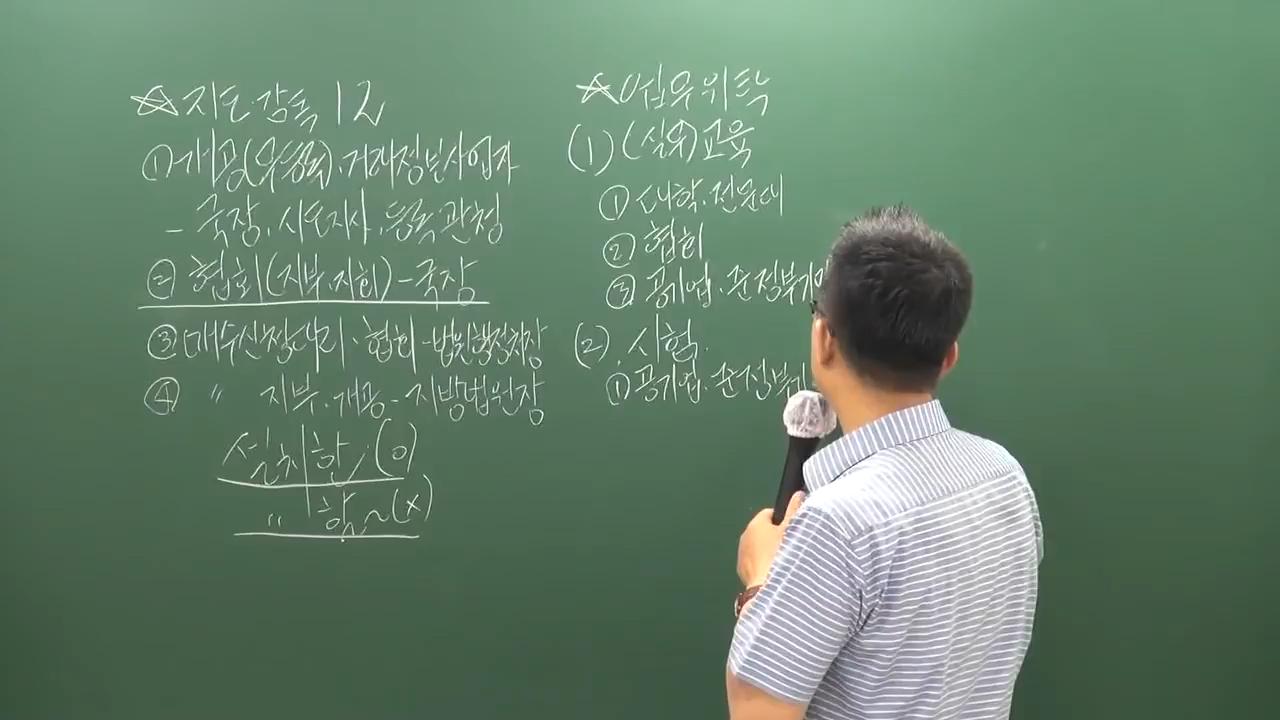 ☆지도·감독 12
①개공(무등록)·거래정보사업자
- 국장, 시도지사, 등록관청
② 협회(지부,지회) - 국장
③매수신청대리·협회-법원행정처장
④ 〃 지부,개공-지방법원장
설치 한 (O)
〃 할~(X)
☆업무위탁
(1)(실무)교육
①대학·전문대
②협회
③공기업·준정부기
(2). 시험.
①공기업·준정부기